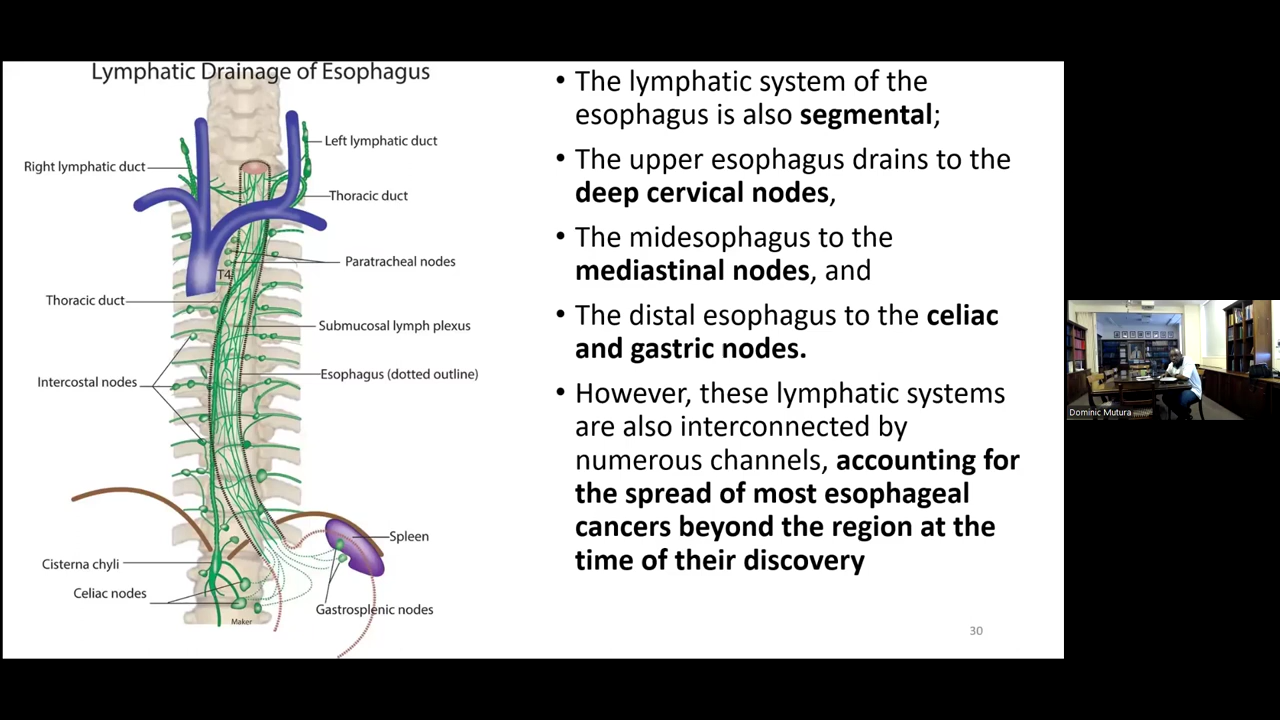 Lymphatic Drainage of Esophagus
Left lymphatic duct
Right lymphatic duct
Thoracic duct
Paratracheal nodes
T4
Thoracic duct
Submucosal lymph plexus
Esophagus (dotted outline)
Intercostal nodes
Spleen
Cisterna chyli
Celiac nodes
Gastrosplenic nodes
Maker
• The lymphatic system of the
esophagus is also segmental;
• The upper esophagus drains to the
deep cervical nodes,
• The midesophagus to the
mediastinal nodes, and
• The distal esophagus to the celiac
and gastric nodes.
• However, these lymphatic systems
are also interconnected by
numerous channels, accounting for
the spread of most esophageal
cancers beyond the region at the
time of their discovery
30
Dominic Mutura